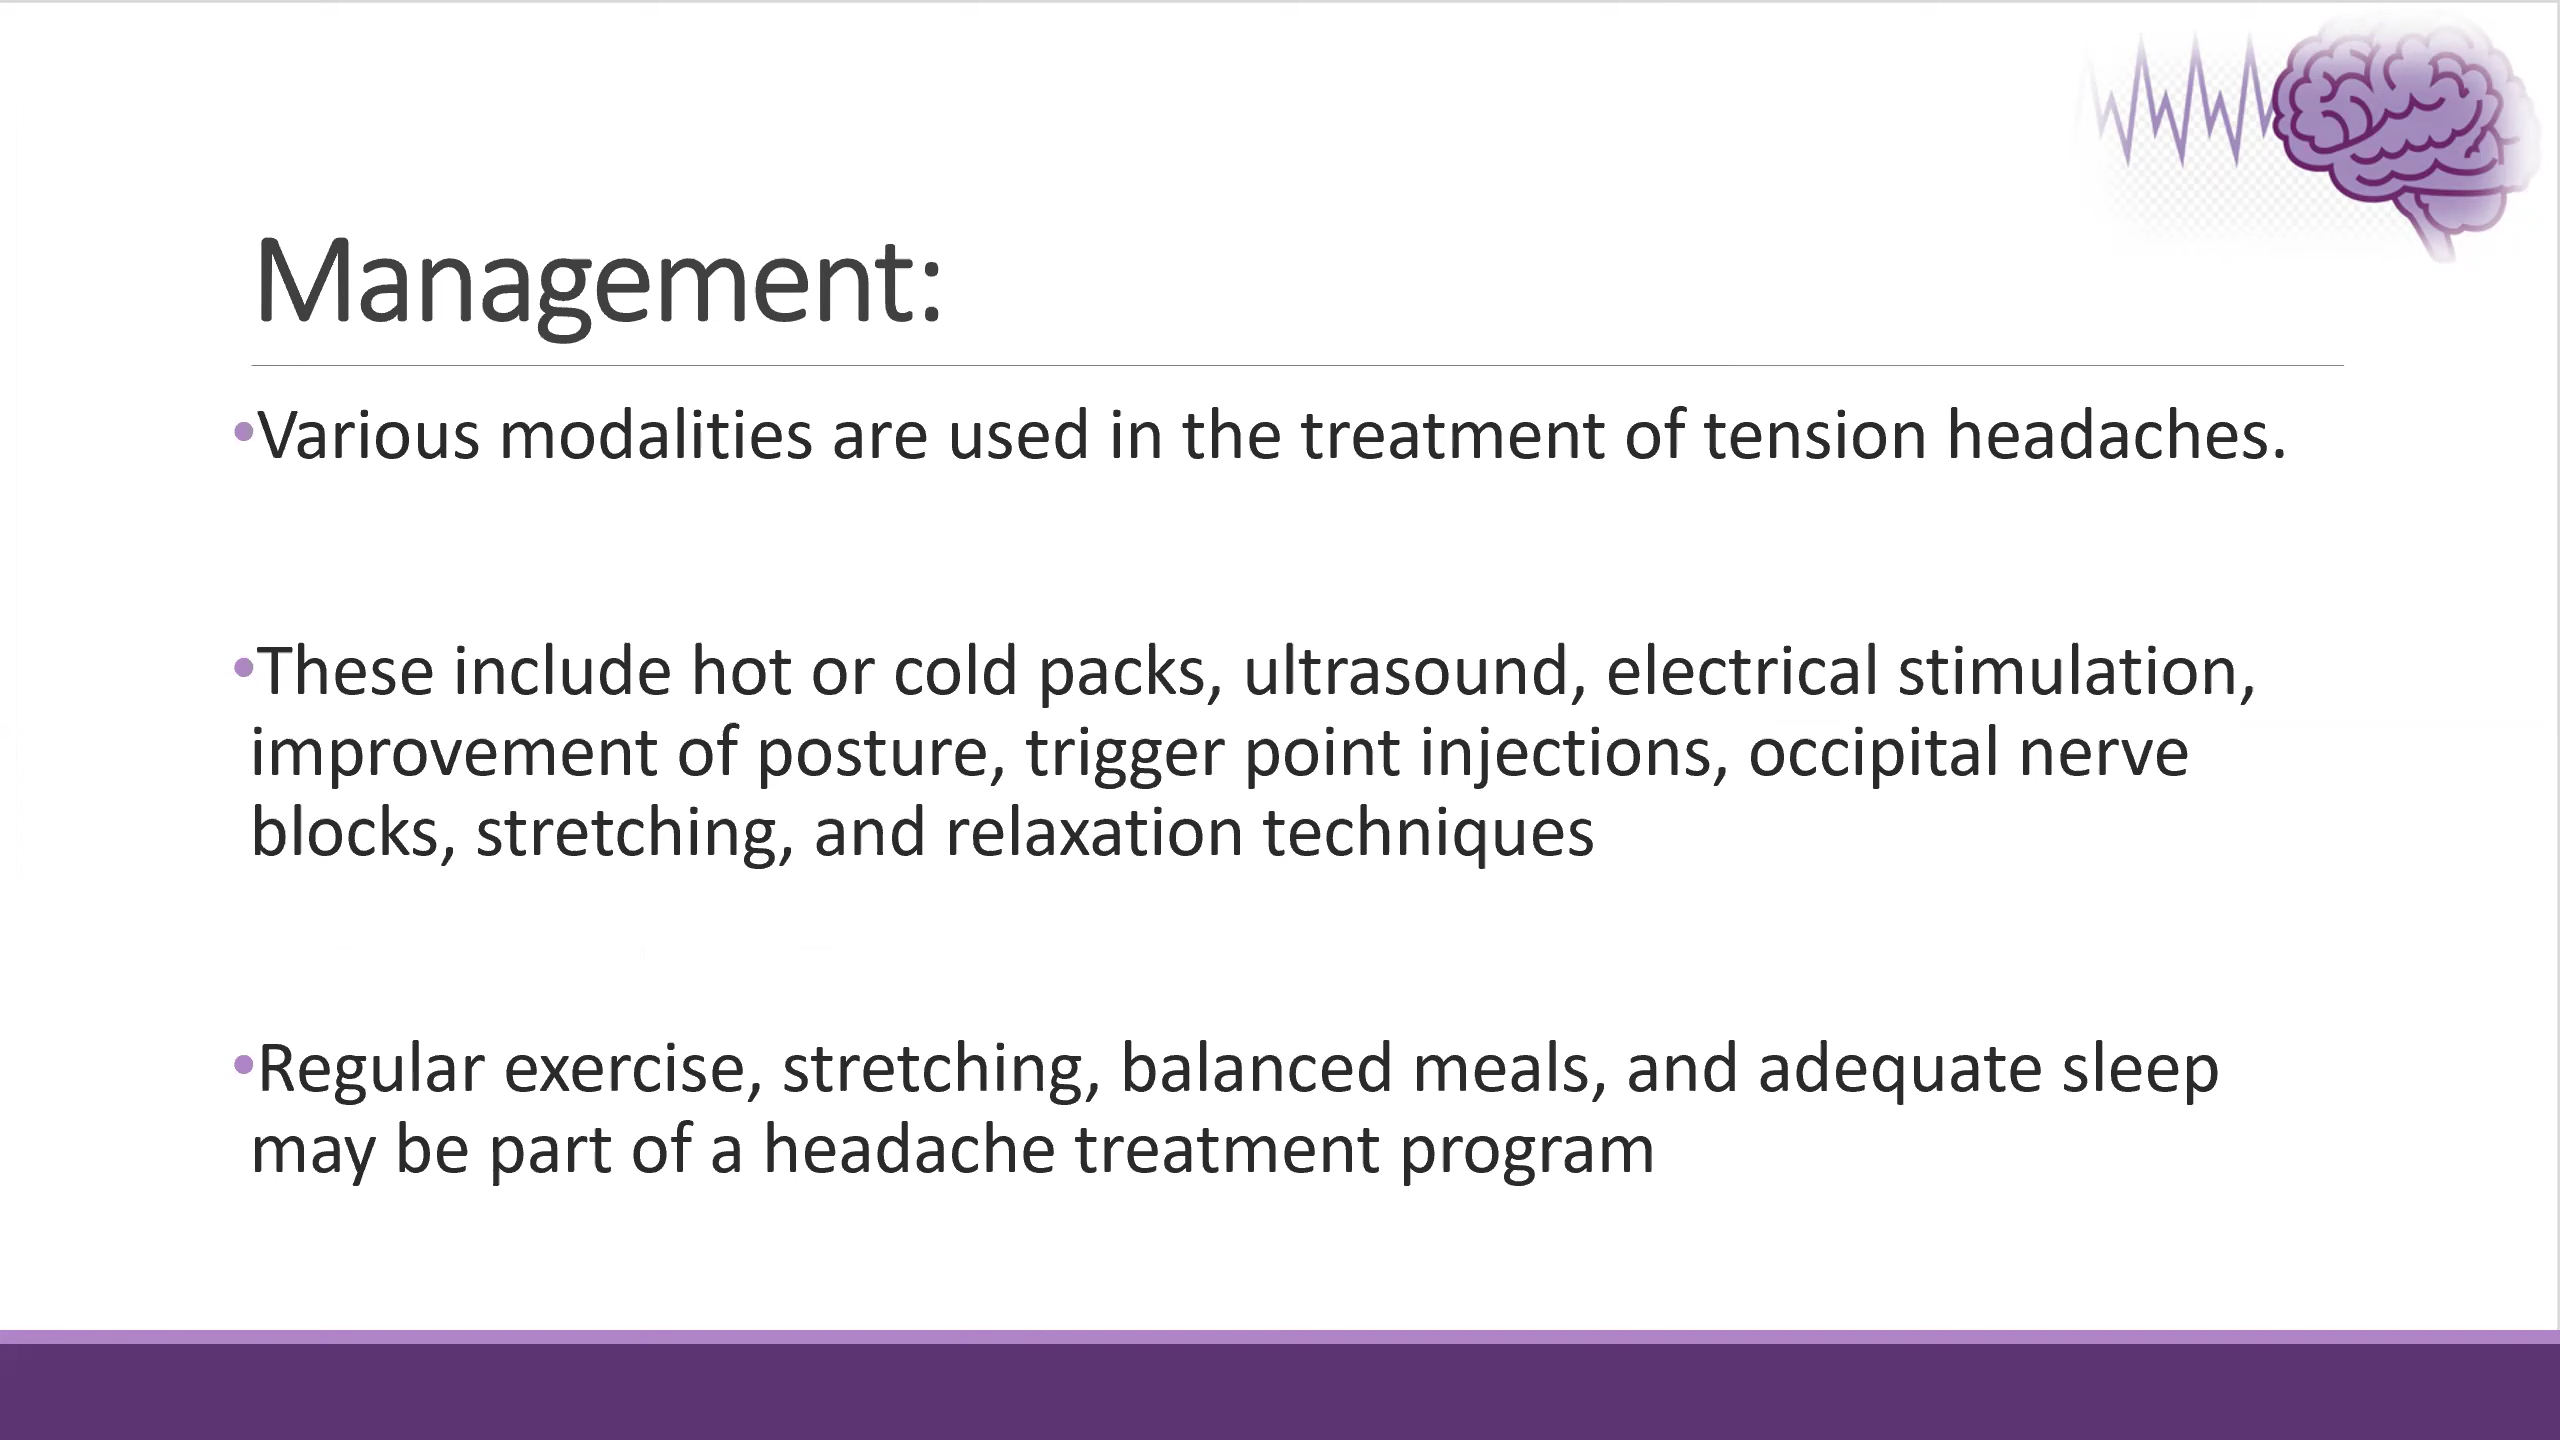 Management:
•Various modalities are used in the treatment of tension headaches.
•These include hot or cold packs, ultrasound, electrical stimulation,
improvement of posture, trigger point injections, occipital nerve
blocks, stretching, and relaxation techniques
•Regular exercise, stretching, balanced meals, and adequate sleep
may be part of a headache treatment program